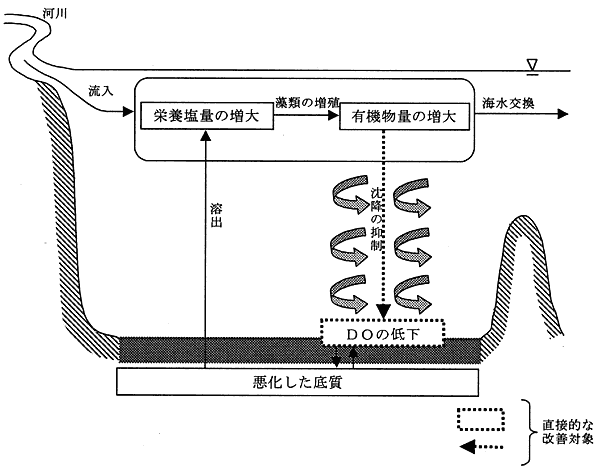 河川
流入
栄養塩量の増大
藻類の増殖
有機物量の増大
海水交換
溶出
沈降の抑制
DOの低下
悪化した底質
直接的な
改善対象